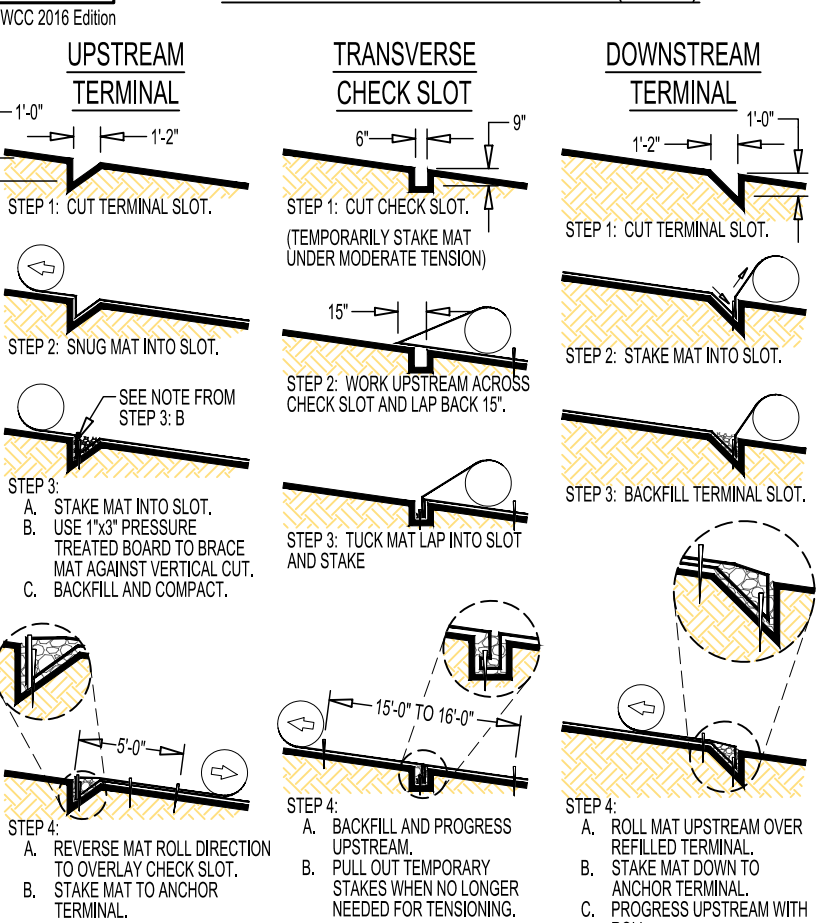 WCC 2016 Edition
UPSTREAM
TERMINAL
1'-0"
1'-2"
STEP 1: CUT TERMINAL SLOT.
STEP 2: SNUG MAT INTO SLOT.
SEE NOTE FROM
STEP 3: B
STEP 3:
A. STAKE MAT INTO SLOT.
B. USE 1"x3" PRESSURE
TREATED BOARD TO BRACE
MAT AGAINST VERTICAL CUT.
C. BACKFILL AND COMPACT.
5'-0"
STEP 4:
A. REVERSE MAT ROLL DIRECTION
TO OVERLAY CHECK SLOT.
B. STAKE MAT TO ANCHOR
TERMINAL.
TRANSVERSE
CHECK SLOT
6"
9"
STEP 1: CUT CHECK SLOT.
(TEMPORARILY STAKE MAT
UNDER MODERATE TENSION)
15"
STEP 2: WORK UPSTREAM ACROSS
CHECK SLOT AND LAP BACK 15".
STEP 3: TUCK MAT LAP INTO SLOT
AND STAKE
15'-0" TO 16'-0"
STEP 4:
A. BACKFILL AND PROGRESS
UPSTREAM.
B. PULL OUT TEMPORARY
STAKES WHEN NO LONGER
NEEDED FOR TENSIONING.
DOWNSTREAM
TERMINAL
1'-0"
1'-2"
STEP 1: CUT TERMINAL SLOT.
STEP 2: STAKE MAT INTO SLOT.
STEP 3: BACKFILL TERMINAL SLOT.
STEP 4:
A. ROLL MAT UPSTREAM OVER
REFILLED TERMINAL.
B. STAKE MAT DOWN TO
ANCHOR TERMINAL.
C. PROGRESS UPSTREAM WITH